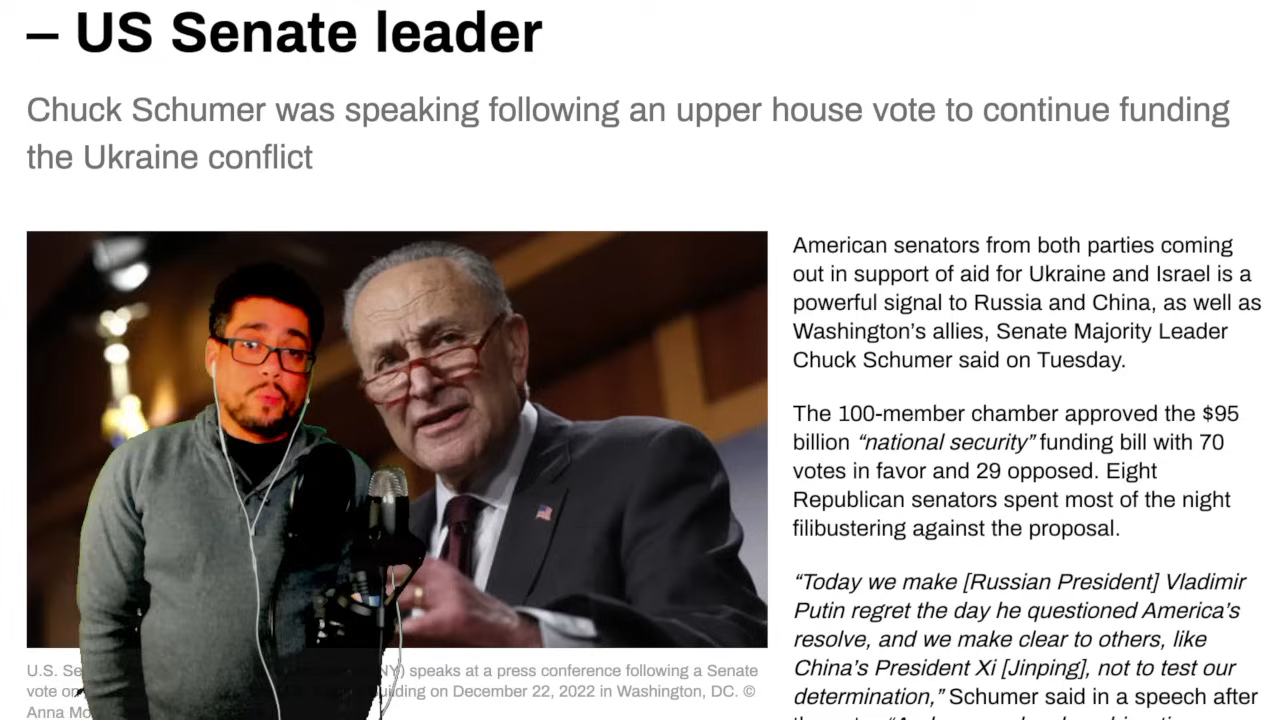 – US Senate leader
Chuck Schumer was speaking following an upper house vote to continue funding
the Ukraine conflict
American senators from both parties coming
out in support of aid for Ukraine and Israel is a
powerful signal to Russia and China, as well as
Washington’s allies, Senate Majority Leader
Chuck Schumer said on Tuesday.
The 100-member chamber approved the $95
billion “national security” funding bill with 70
votes in favor and 29 opposed. Eight
Republican senators spent most of the night
filibustering against the proposal.
“Today we make [Russian President] Vladimir
Putin regret the day he questioned America’s
resolve, and we make clear to others, like
China’s President Xi [Jinping], not to test our
determination,” Schumer said in a speech after
U.S. NY) speaks at a press conference following a Senate
vote on December 22, 2022 in Washington, DC. ©
Anna